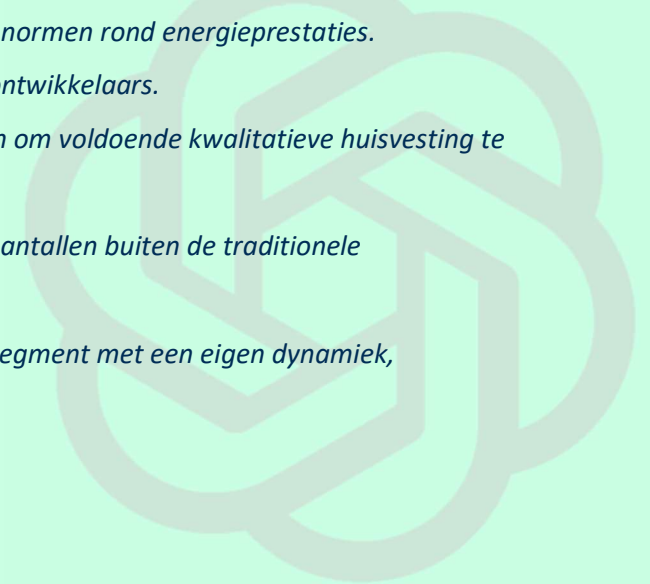 normen rond energieprestaties.
ntwikkelaars.
om voldoende kwalitatieve huisvesting te
antallen buiten de traditionele
egment met een eigen dynamiek,